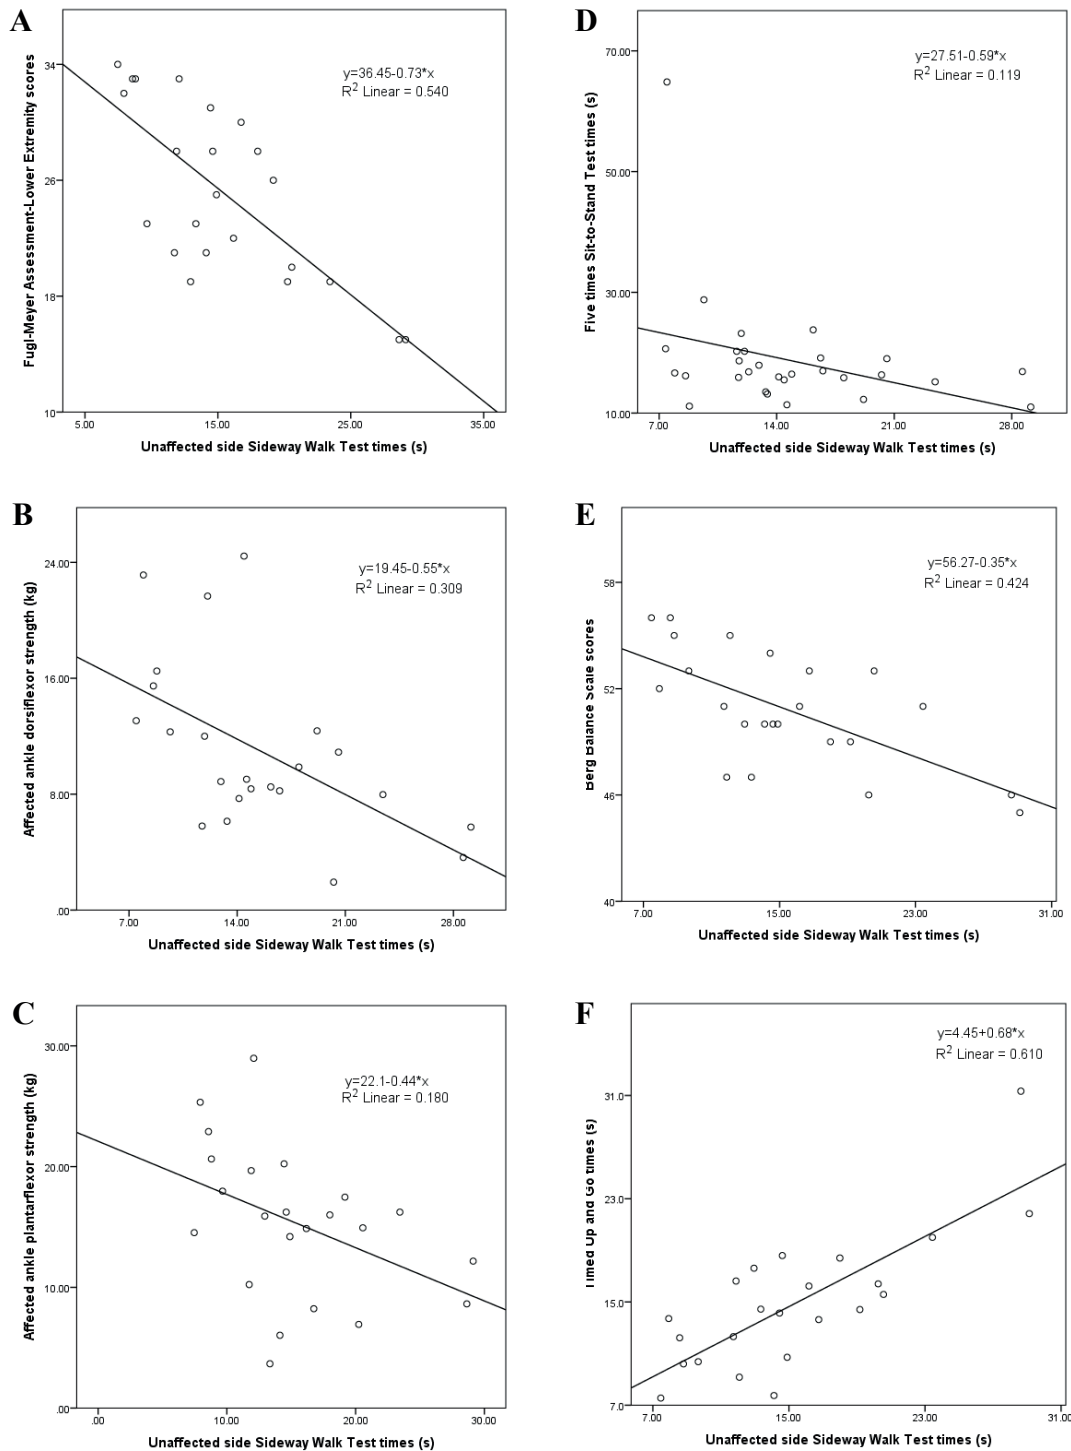 A
Fugl-Meyer Assessment-Lower Extremity scores
34
26
18
10
y=36.45-0.73*x
R2 Linear = 0.540
5.00 15.00 25.00 35.00
Unaffected side Sideway Walk Test times (s)
D
Five times Sit-to-Stand Test times (s)
70.00
50.00
30.00
10.00
y=27.51-0.59*x
R2 Linear = 0.119
7.00 14.00 21.00 28.00
Unaffected side Sideway Walk Test times (s)
B
Affected ankle dorsiflexor strength (kg)
24.00
16.00
8.00
.00
y=19.45-0.55*x
R2 Linear = 0.309
7.00 14.00 21.00 28.00
Unaffected side Sideway Walk Test times (s)
E
Berg Balance Scale scores
58
52
46
40
y=56.27-0.35*x
R2 Linear = 0.424
7.00 15.00 23.00 31.00
Unaffected side Sideway Walk Test times (s)
C
Affected ankle plantarflexor strength (kg)
30.00
20.00
10.00
.00
y=22.1-0.44*x
R2 Linear = 0.180
.00 10.00 20.00 30.00
Unaffected side Sideway Walk Test times (s)
F
Timed Up and Go times (s)
31.0
23.0
15.0
7.0
y=4.45+0.68*x
R2 Linear = 0.610
7.00 15.00 23.00 31.00
Unaffected side Sideway Walk Test times (s)